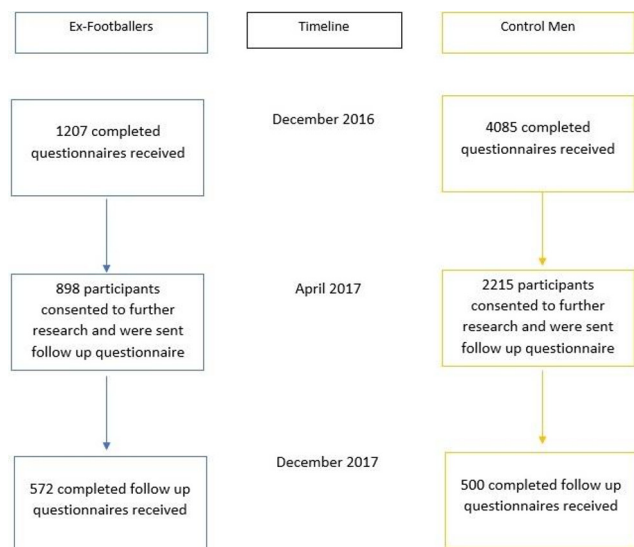 Ex-Footballers
Timeline
Control Men
1207 completed
questionnaires received
December 2016
4085 completed
questionnaires received
898 participants
consented to further
research and were sent
follow up questionnaire
April 2017
2215 participants
consented to further
research and were sent
follow up questionnaire
572 completed follow up
questionnaires received
December 2017
500 completed follow up
questionnaires received